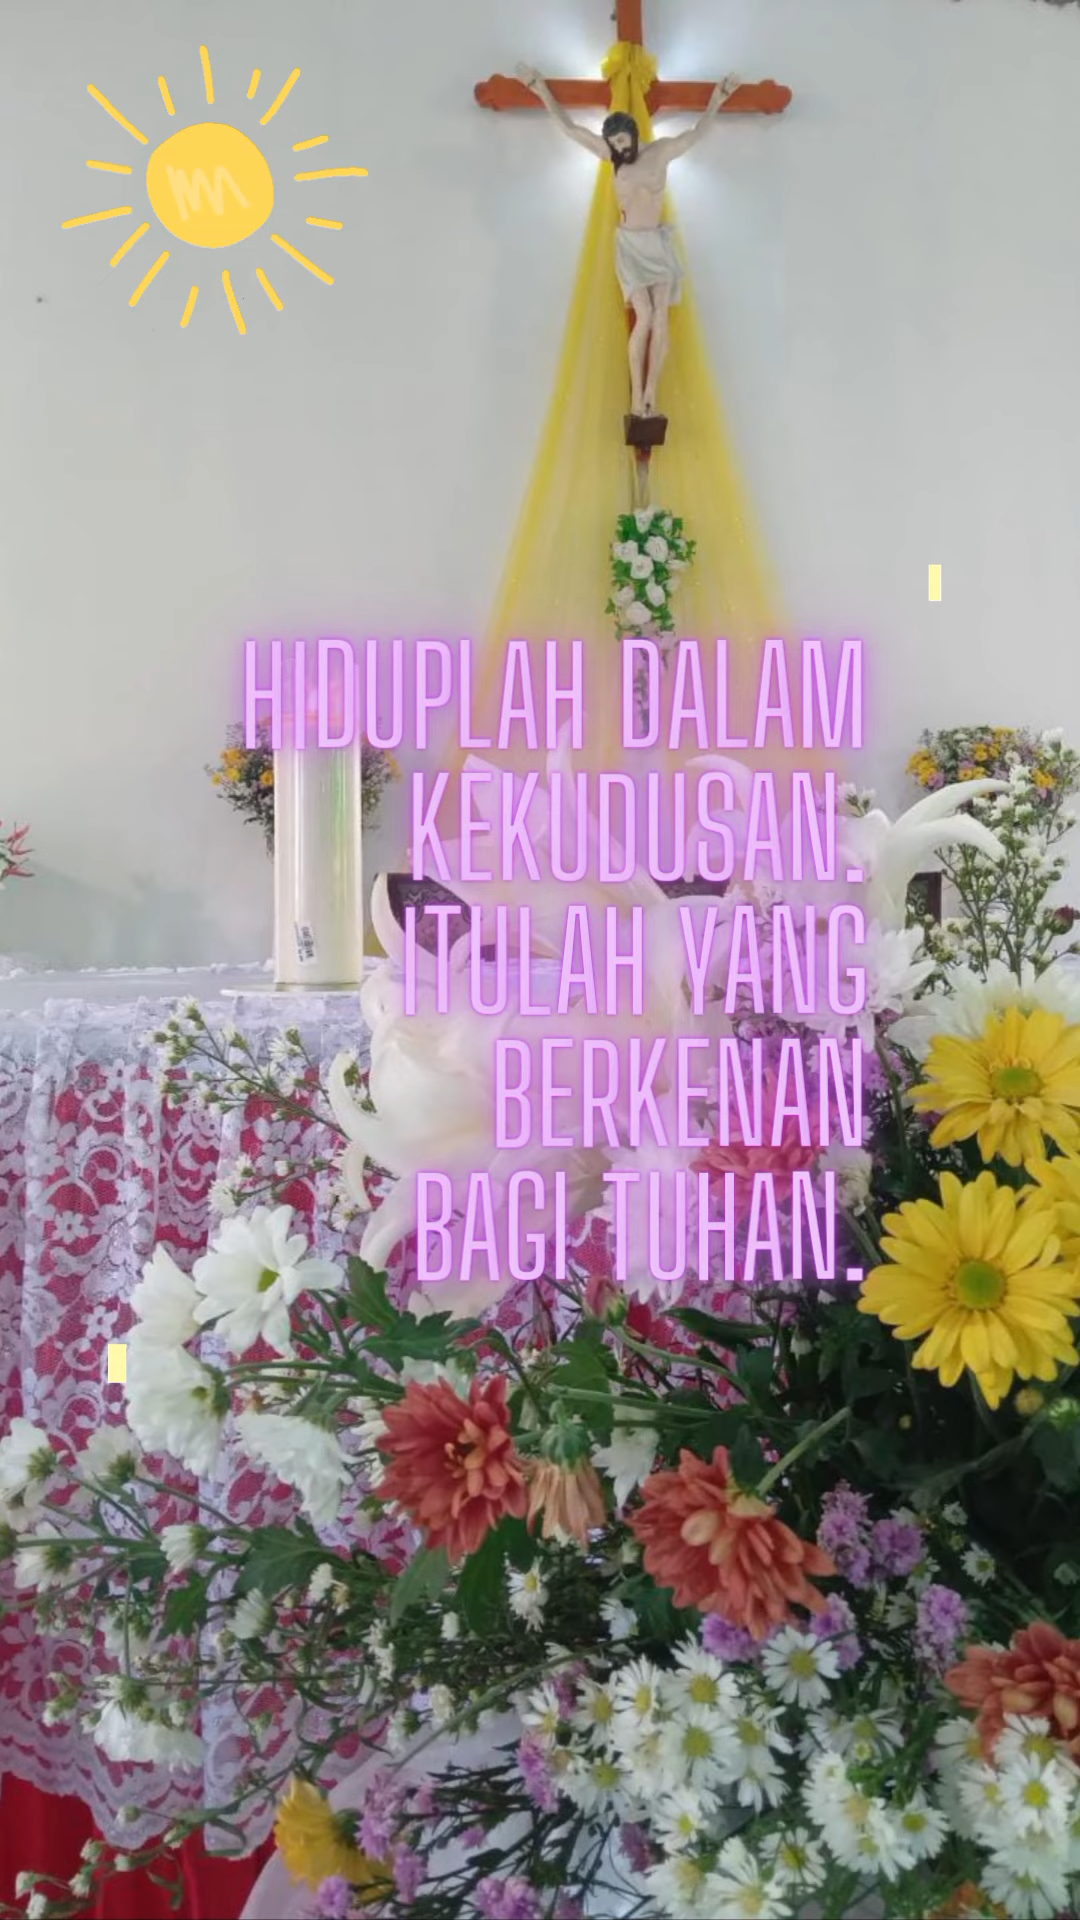 HIDUPLAH DALAM
KEKUDUSAN.
ITULAH YANG
BERKENAN
BAGI TUHAN.